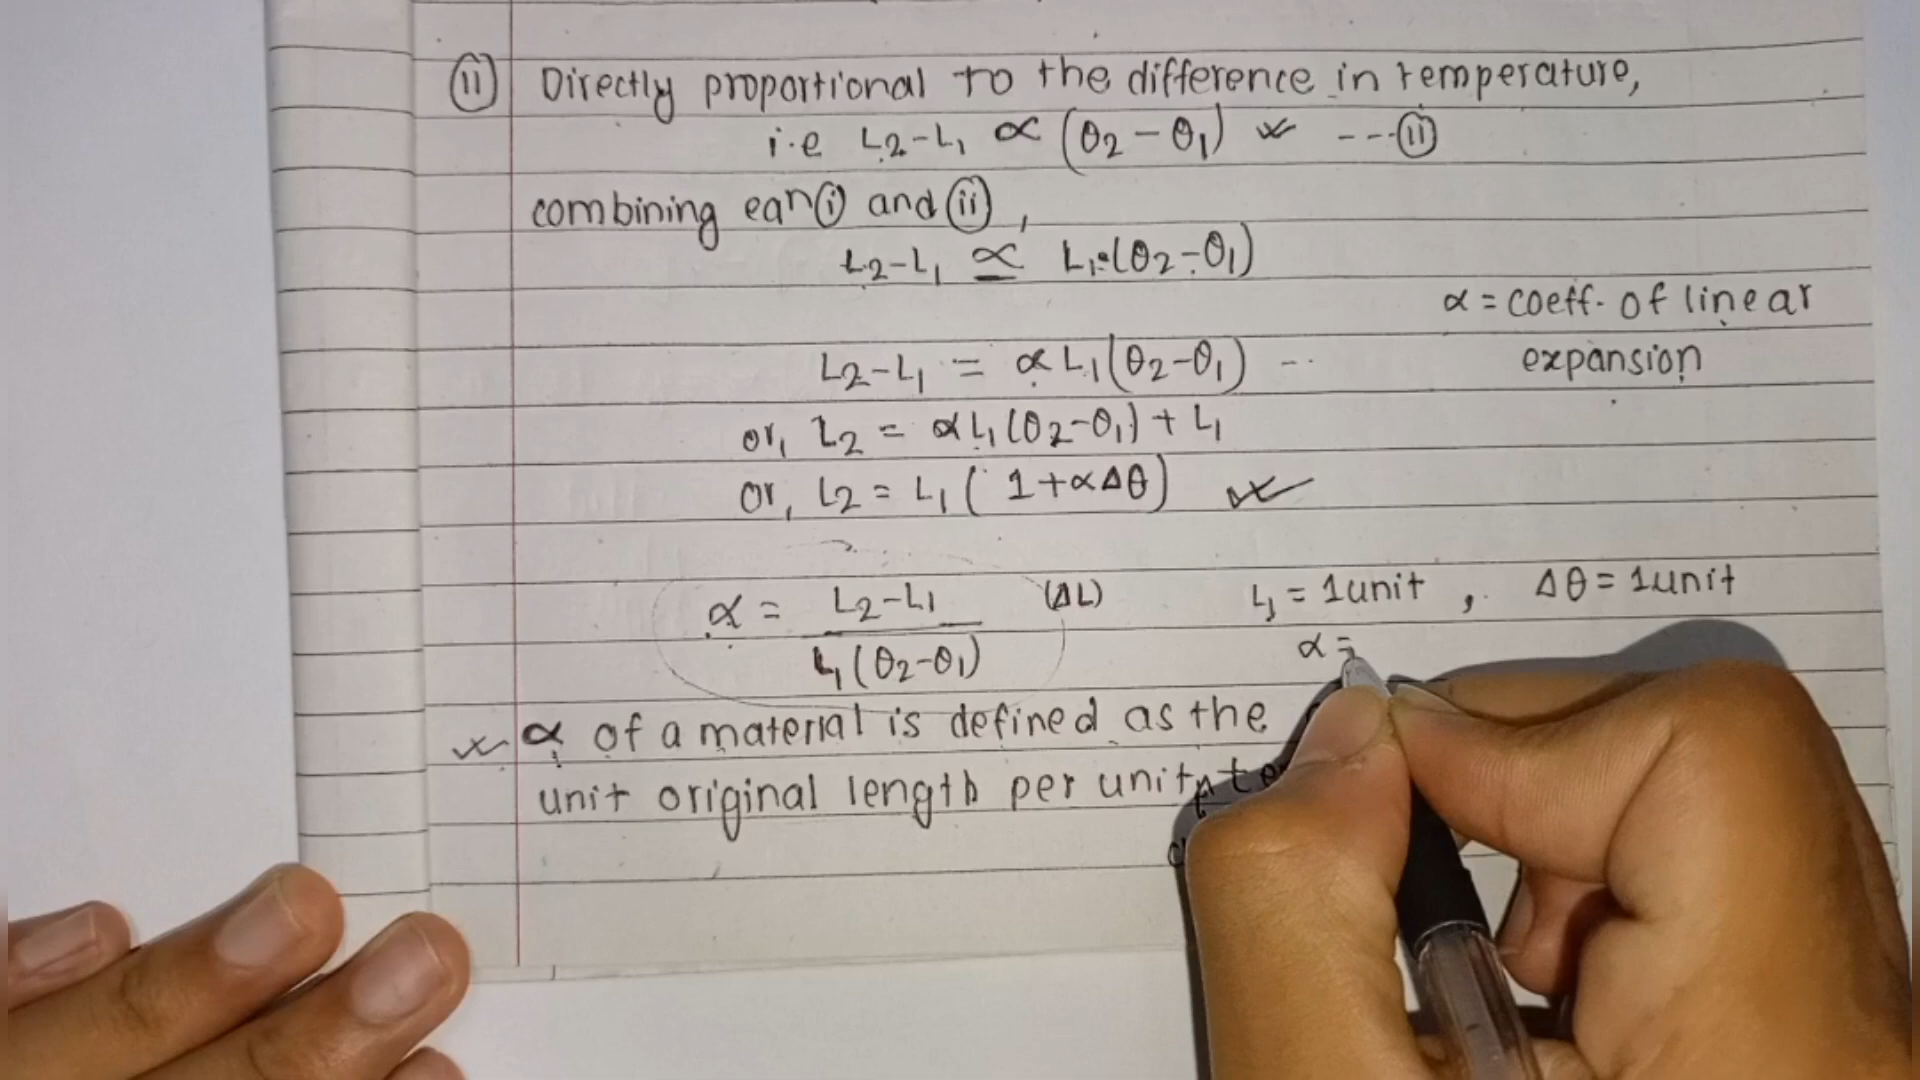 (ii) Directly proportional to the difference in temperature,
i.e L2-L1 ∝ (θ2-θ1) ---(ii)
combining eqn (i) and (ii),
L2-L1 ∝ L1.(θ2-θ1)
α = coeff. of linear
expansion
L2-L1 = αL1(θ2-θ1) --
or, L2 = αL1(θ2-θ1) + L1
or, L2 = L1(1+αΔθ)
α = L2-L1 / L1(θ2-θ1) (ΔL)
L1 = 1unit, Δθ = 1unit
α =
α of a material is defined as the
unit original length per unit